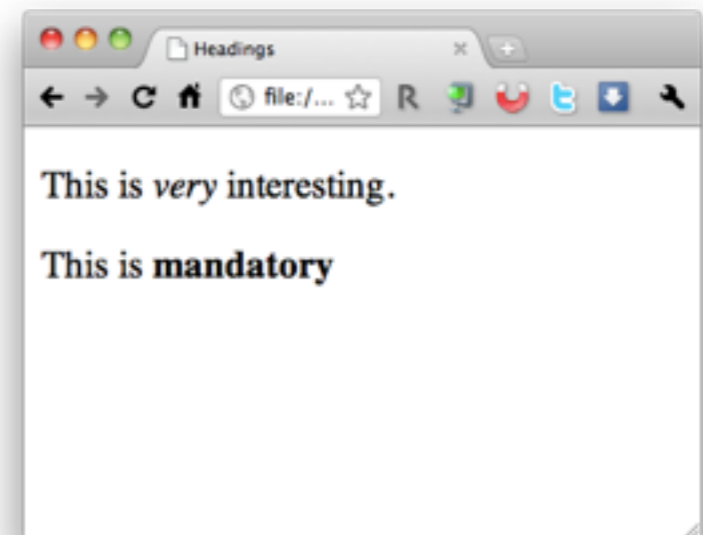 Headings
file:/...
R
This is very interesting.
This is mandatory